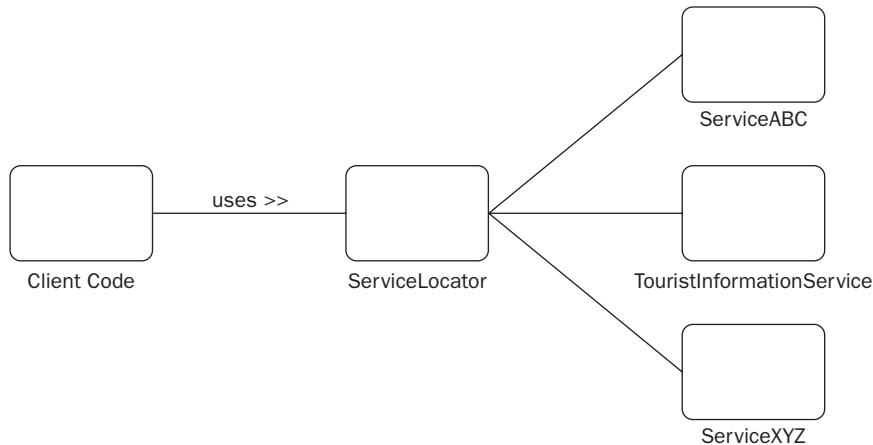 ServiceABC
uses >>
Client Code
ServiceLocator
TouristInformationService
ServiceXYZ